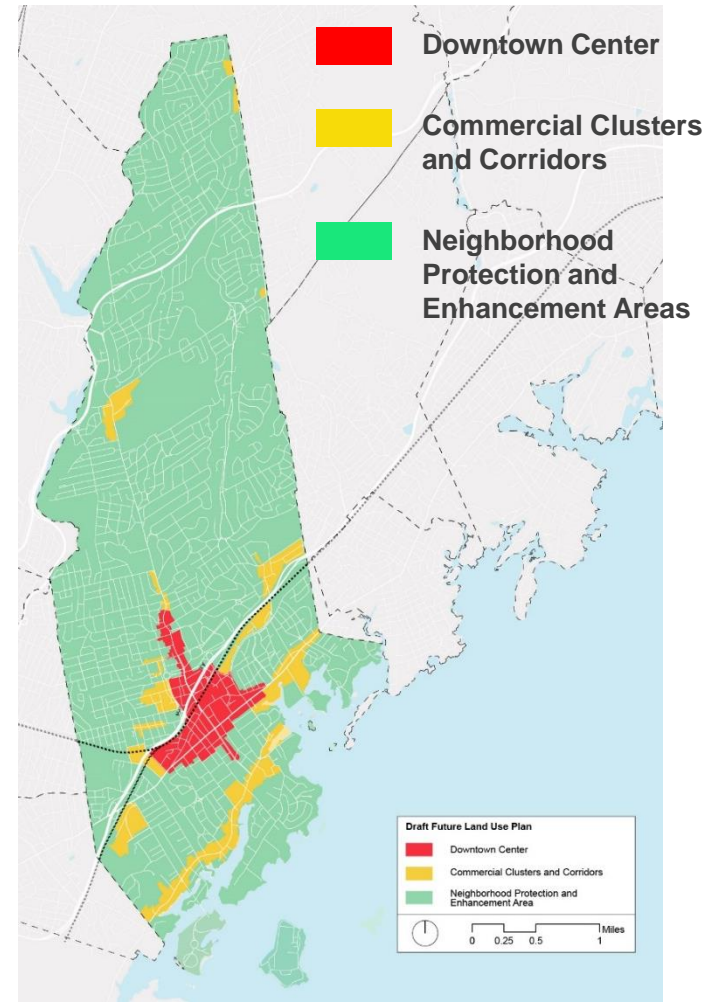 Downtown Center
Commercial Clusters
and Corridors
Neighborhood
Protection and
Enhancement Areas
Draft Future Land Use Plan
Downtown Center
Commercial Clusters and Corridors
Neighborhood Protection and
Enhancement Area
Miles
0 0.25 0.5 1